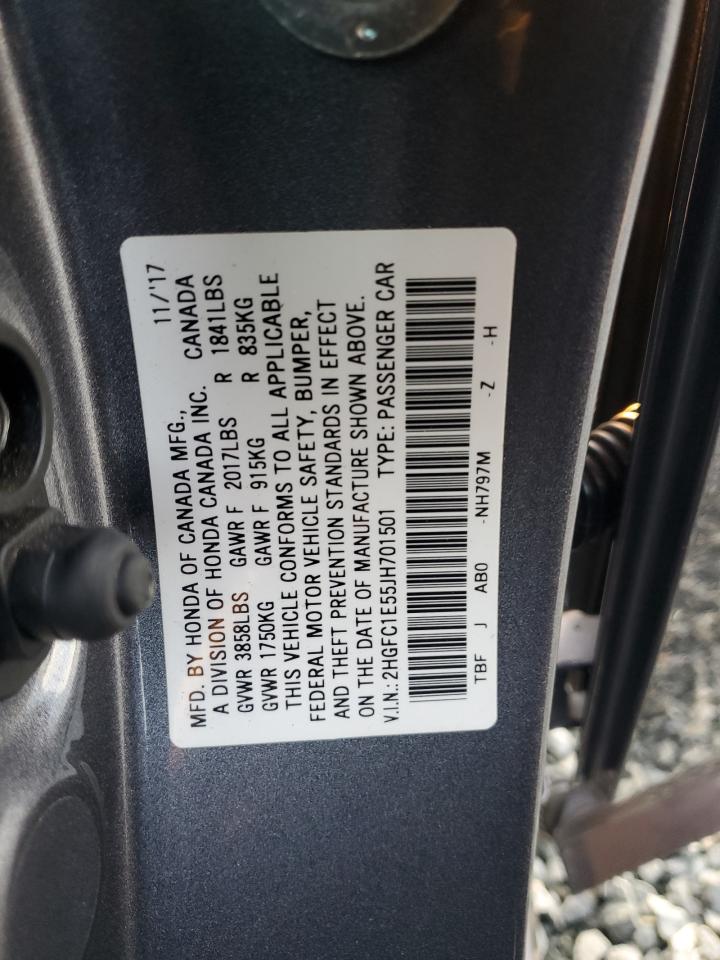 11/'17
MFD. BY HONDA OF CANADA MFG.,
A DIVISION OF HONDA CANADA INC. CANADA
GVWR 3858LBS GAWR F 2017LBS R 1841LBS
GVWR 1750KG GAWR F 915KG R 835KG
THIS VEHICLE CONFORMS TO ALL APPLICABLE
FEDERAL MOTOR VEHICLE SAFETY, BUMPER,
AND THEFT PREVENTION STANDARDS IN EFFECT
ON THE DATE OF MANUFACTURE SHOWN ABOVE.
V.I.N.: 2HGFC1E55JH701501 TYPE: PASSENGER CAR
TBF J AB0 -NH797M -Z -H